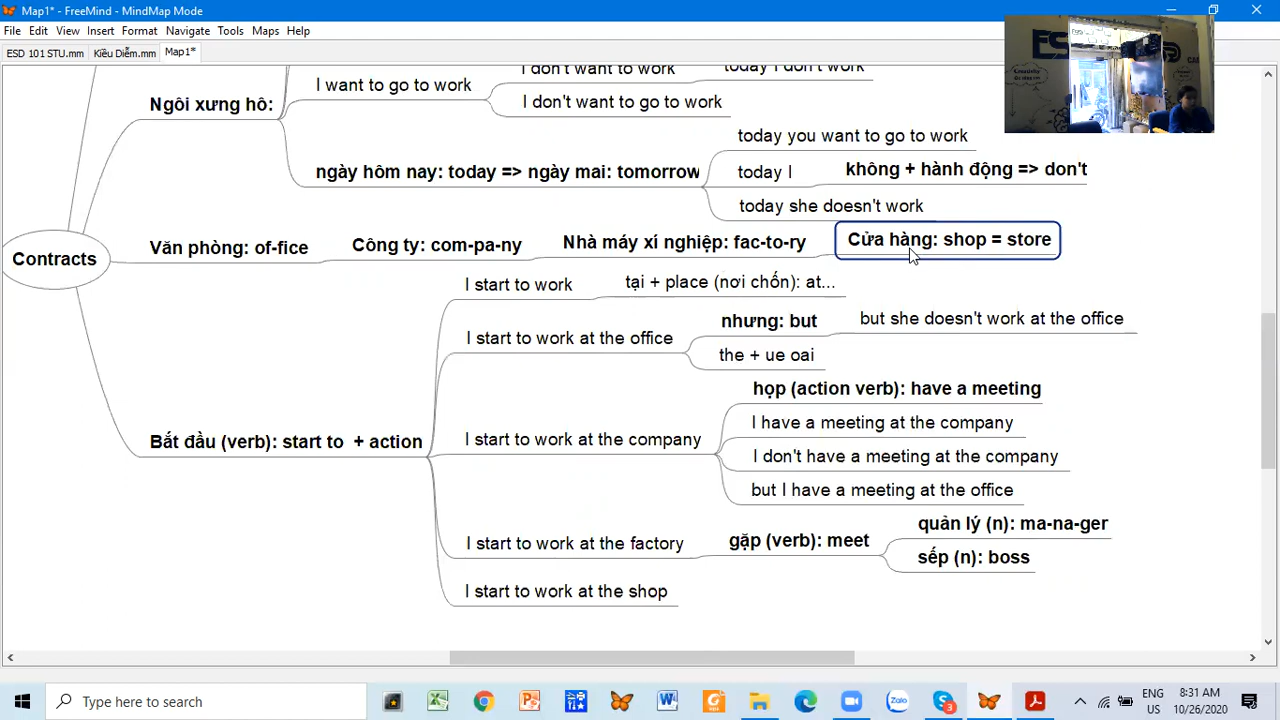 Map1* - FreeMind - MindMap Mode
File Edit View Insert Format Navigate Tools Maps Help
ESD 101 STU.mm Kiều Diễm.mm Map1*
I don't want to work today I don't work
I want to go to work
I don't want to go to work
Ngôi xưng hô:
today you want to go to work
ngày hôm nay: today => ngày mai: tomorrow
today I
không + hành động => don't
today she doesn't work
Contracts
Văn phòng: of-fice Công ty: com-pa-ny Nhà máy xí nghiệp: fac-to-ry Cửa hàng: shop = store
I start to work tại + place (nơi chốn): at...
I start to work at the office nhưng: but but she doesn't work at the office
the + ue oai
họp (action verb): have a meeting
I have a meeting at the company
Bắt đầu (verb): start to + action I start to work at the company
I don't have a meeting at the company
but I have a meeting at the office
I start to work at the factory gặp (verb): meet quản lý (n): ma-na-ger
sếp (n): boss
I start to work at the shop
Type here to search
3
ENG
US
8:31 AM
10/26/2020